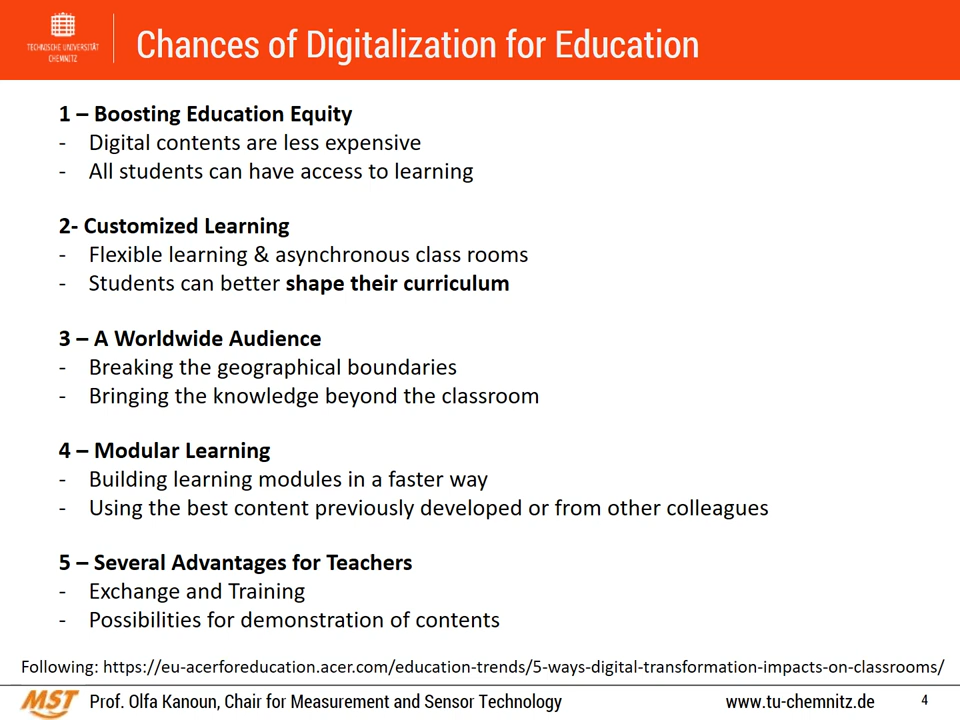 TECHNISCHE UNIVERSITÄT
CHEMNITZ
Chances of Digitalization for Education
1 – Boosting Education Equity
- Digital contents are less expensive
- All students can have access to learning
2- Customized Learning
- Flexible learning & asynchronous class rooms
- Students can better shape their curriculum
3 – A Worldwide Audience
- Breaking the geographical boundaries
- Bringing the knowledge beyond the classroom
4 – Modular Learning
- Building learning modules in a faster way
- Using the best content previously developed or from other colleagues
5 – Several Advantages for Teachers
- Exchange and Training
- Possibilities for demonstration of contents
Following: https://eu-acerforeducation.acer.com/education-trends/5-ways-digital-transformation-impacts-on-classrooms/
MST Prof. Olfa Kanoun, Chair for Measurement and Sensor Technology www.tu-chemnitz.de 4